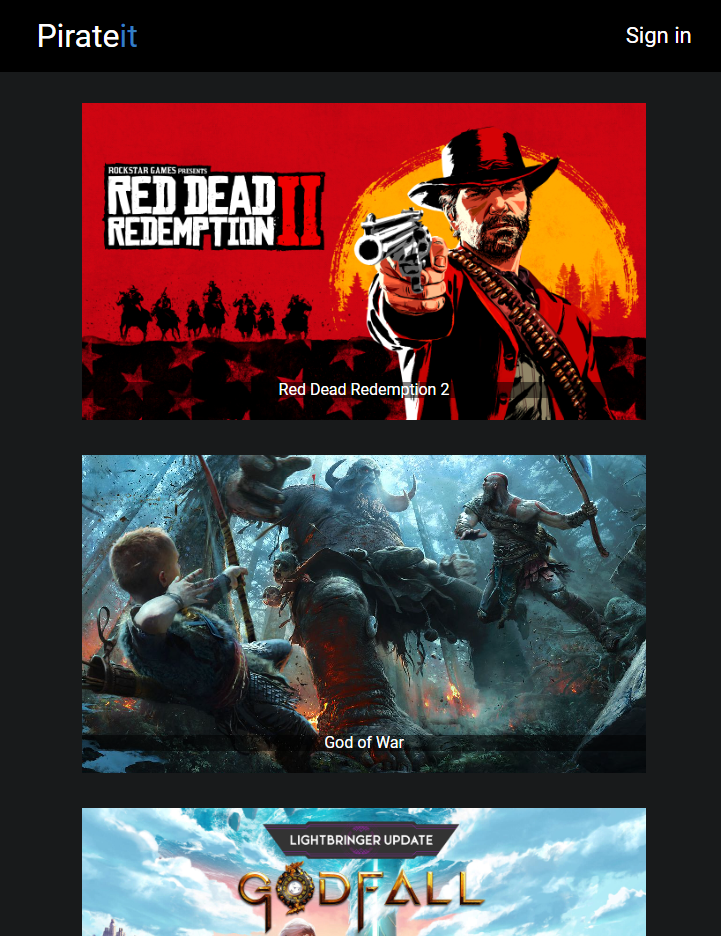 Pirateit
Sign in
ROCKSTAR GAMES PRESENTS
RED DEAD
REDEMPTION II
Red Dead Redemption 2
God of War
LIGHTBRINGER UPDATE
GODFALL